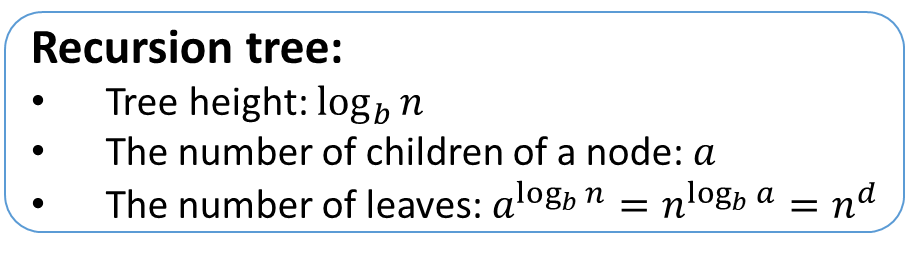 Recursion tree:
• Tree height: log_b n
• The number of children of a node: a
• The number of leaves: a^{log_b n} = n^{log_b a} = n^d